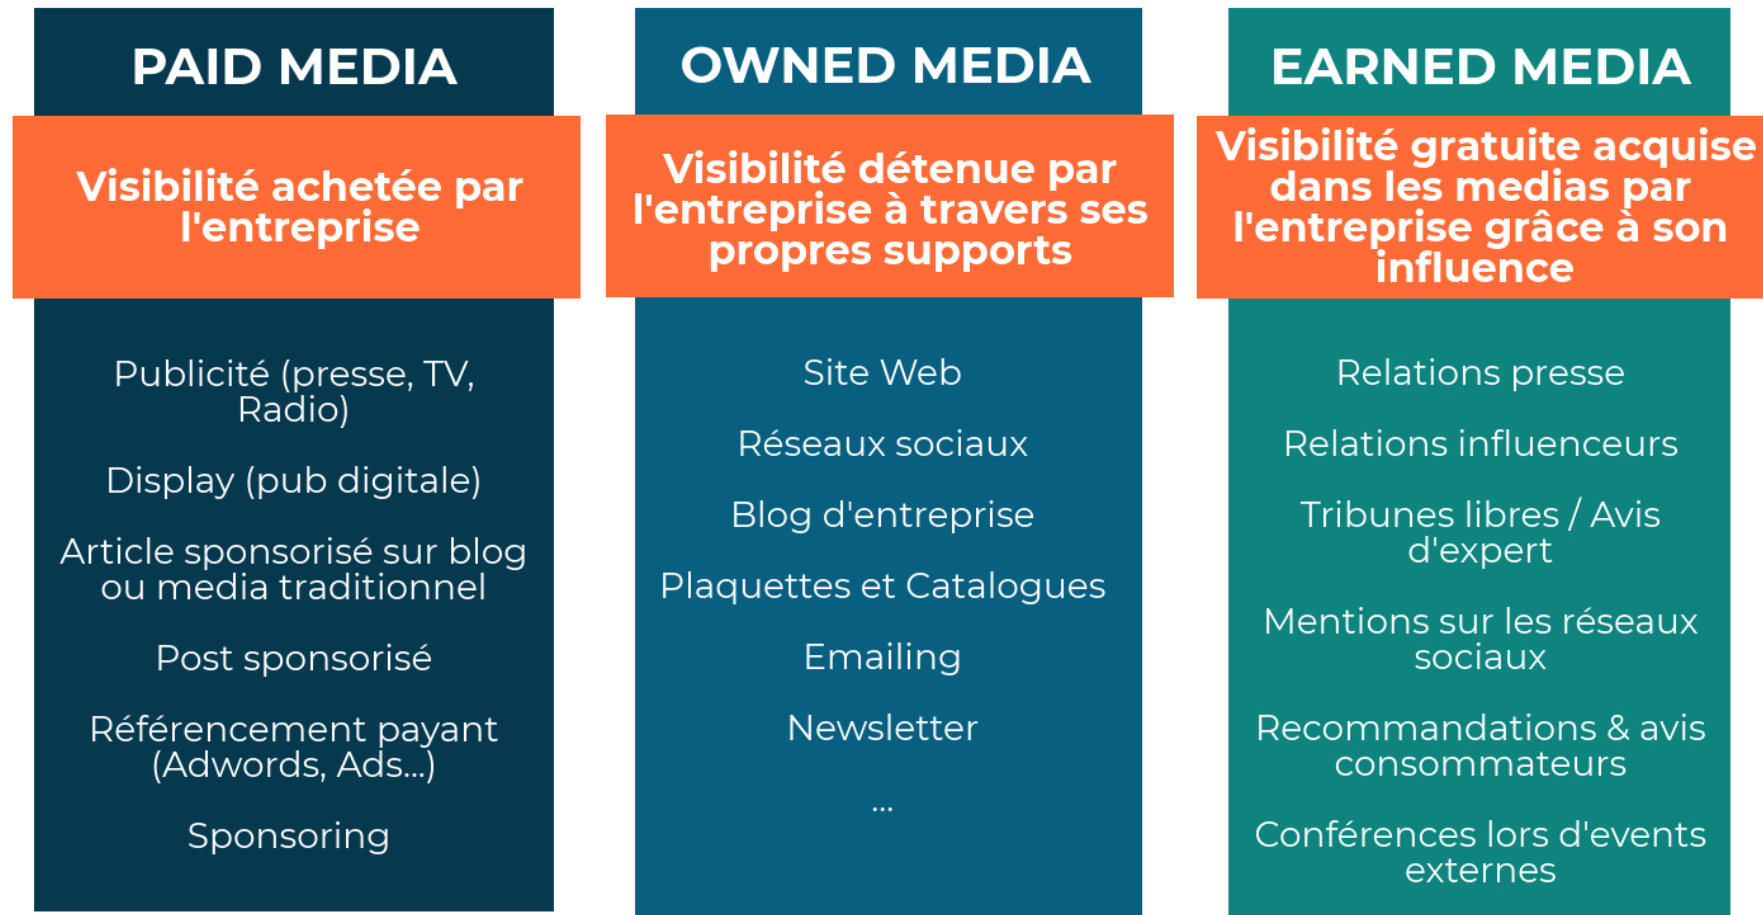 PAID MEDIA
Visibilité achetée par
l'entreprise
Publicité (presse, TV,
Radio)
Display (pub digitale)
Article sponsorisé sur blog
ou media traditionnel
Post sponsorisé
Référencement payant
(Adwords, Ads...)
Sponsoring
OWNED MEDIA
Visibilité détenue par
l'entreprise à travers ses
propres supports
Site Web
Réseaux sociaux
Blog d'entreprise
Plaquettes et Catalogues
Emailing
Newsletter
...
EARNED MEDIA
Visibilité gratuite acquise
dans les medias par
l'entreprise grâce à son
influence
Relations presse
Relations influenceurs
Tribunes libres / Avis
d'expert
Mentions sur les réseaux
sociaux
Recommandations & avis
consommateurs
Conférences lors d'events
externes